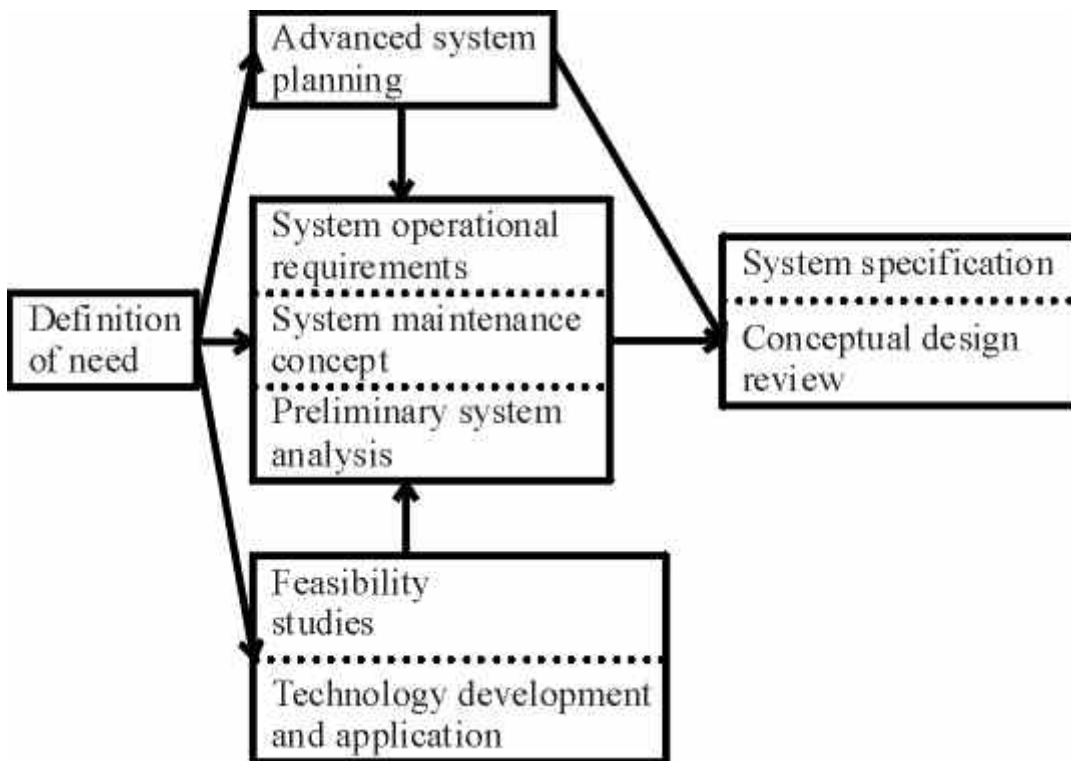 Advanced system
planning
System operational
requirements
System maintenance
concept
Preliminary system
analysis
Definition
of need
System specification
Conceptual design
review
Feasibility
studies
Technology development
and application